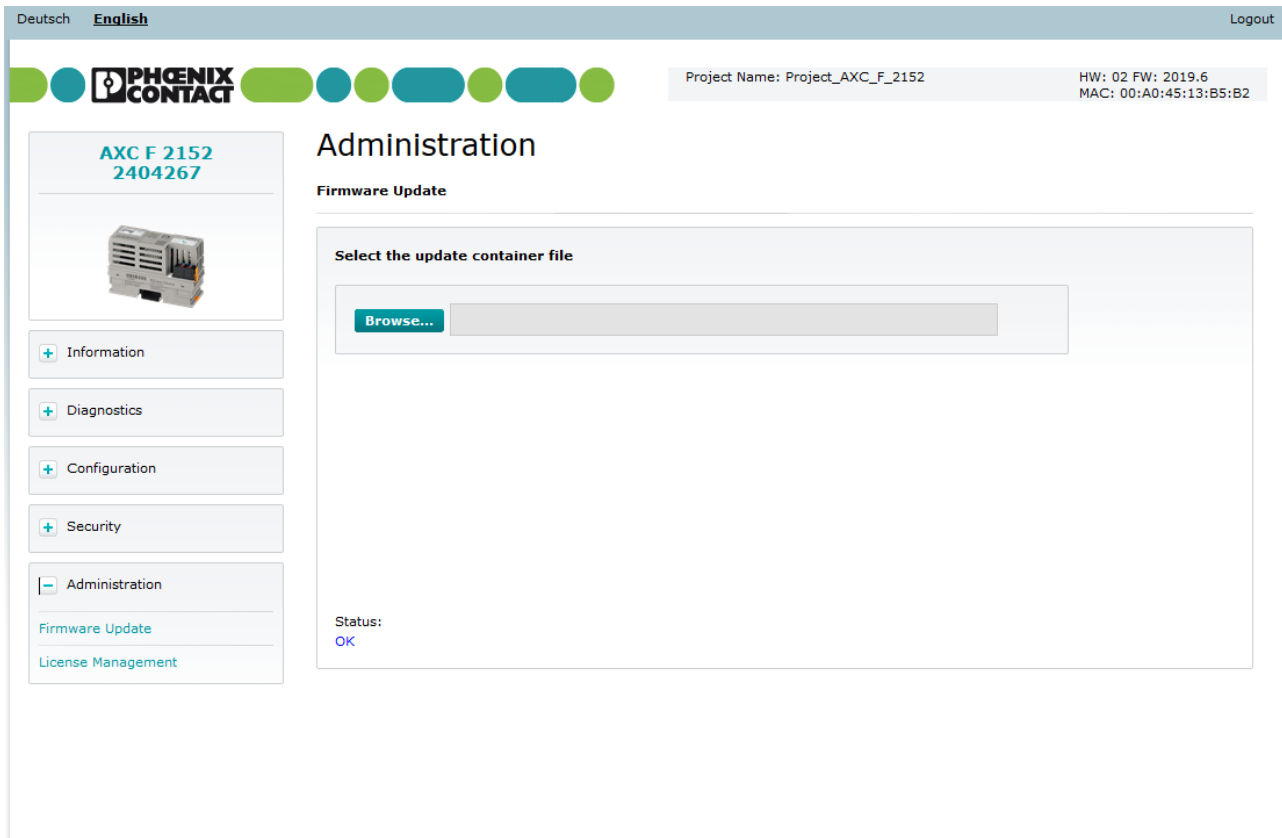 Deutsch English Logout
PHŒNIX
CONTACT
Project Name: Project_AXC_F_2152
HW: 02 FW: 2019.6
MAC: 00:A0:45:13:B5:B2
AXC F 2152
2404267
Information
Diagnostics
Configuration
Security
Administration
Firmware Update
License Management
Administration
Firmware Update
Select the update container file
Browse...
Status:
OK